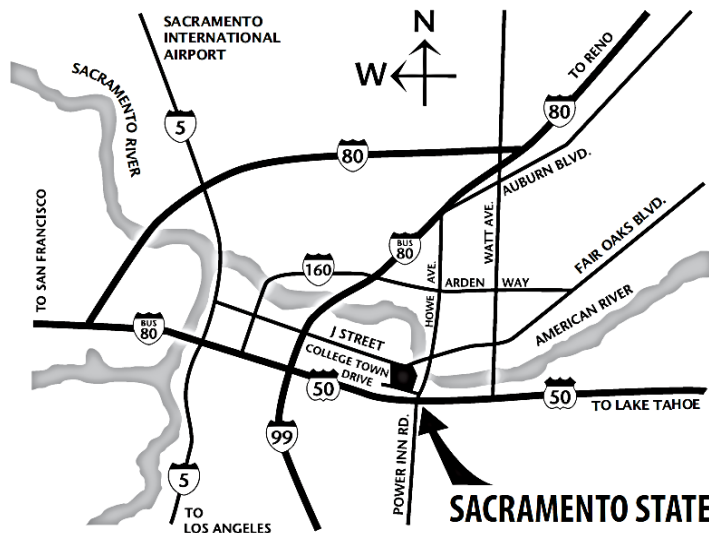 SACRAMENTO
INTERNATIONAL
AIRPORT
N
W
SACRAMENTO RIVER
TO RENO
80
5
80
AUBURN BLVD.
TO SAN FRANCISCO
BUS
80
WATT AVE.
FAIR OAKS BLVD.
160
HOWE AVE.
ARDEN WAY
AMERICAN RIVER
BUS
80
J STREET
COLLEGE TOWN
DRIVE
50
50
TO LAKE TAHOE
99
POWER INN RD.
5
SACRAMENTO STATE
TO
LOS ANGELES